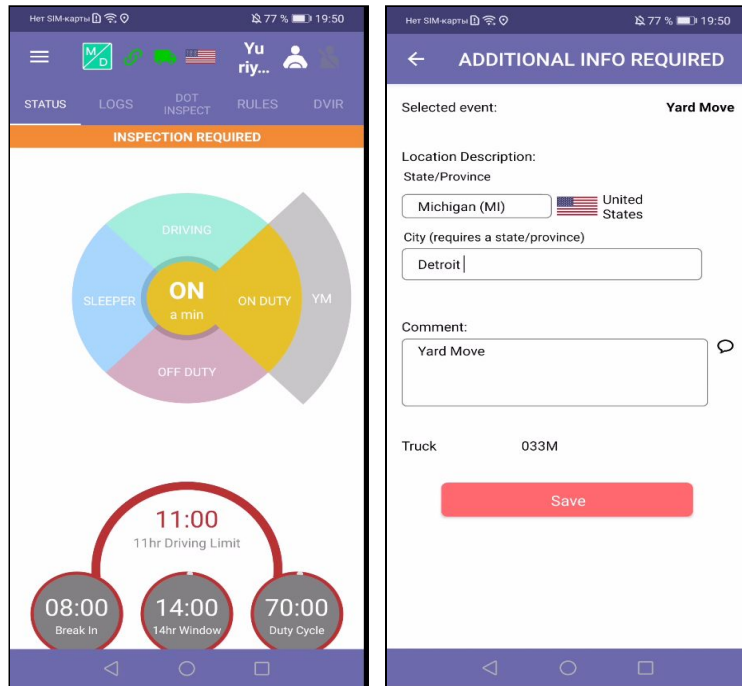 Нет SIM-карты 77 % 19:50
M/D
Yu
riy...
STATUS LOGS DOT INSPECT RULES DVIR
INSPECTION REQUIRED
DRIVING
SLEEPER
ON
a min
ON DUTY
YM
OFF DUTY
11:00
11hr Driving Limit
08:00
Break In
14:00
14hr Window
70:00
Duty Cycle
Нет SIM-карты 77 % 19:50
ADDITIONAL INFO REQUIRED
Selected event: Yard Move
Location Description:
State/Province
Michigan (MI)
United
States
City (requires a state/province)
Detroit
Comment:
Yard Move
Truck 033M
Save